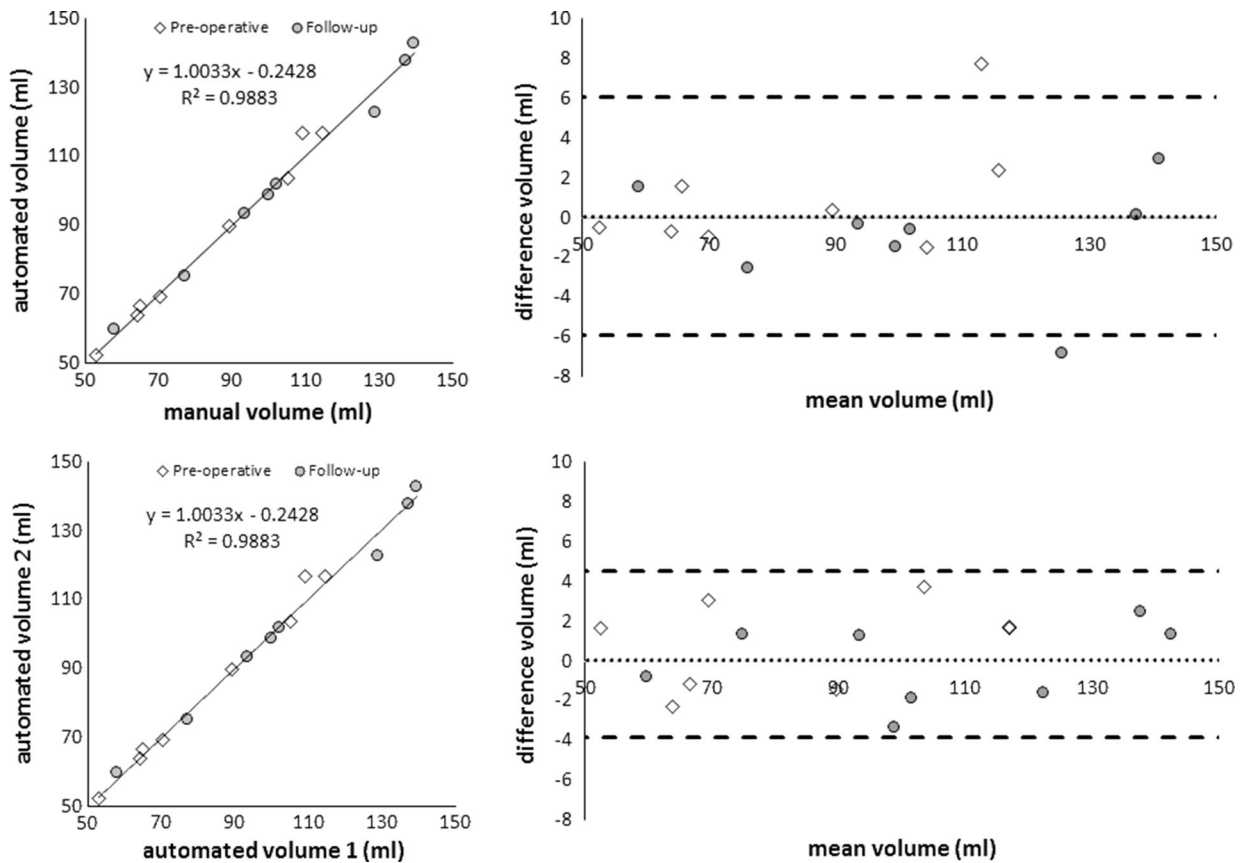 150
130
110
90
70
50
automated volume (ml)
Pre-operative Follow-up
y = 1.0033x - 0.2428
R² = 0.9883
50 70 90 110 130 150
manual volume (ml)
10
8
6
4
2
0
-2
-4
-6
-8
difference volume (ml)
50 70 90 110 130 150
mean volume (ml)
150
130
110
90
70
50
automated volume 2 (ml)
Pre-operative Follow-up
y = 1.0033x - 0.2428
R² = 0.9883
50 70 90 110 130 150
automated volume 1 (ml)
10
8
6
4
2
0
-2
-4
-6
-8
difference volume (ml)
50 70 90 110 130 150
mean volume (ml)